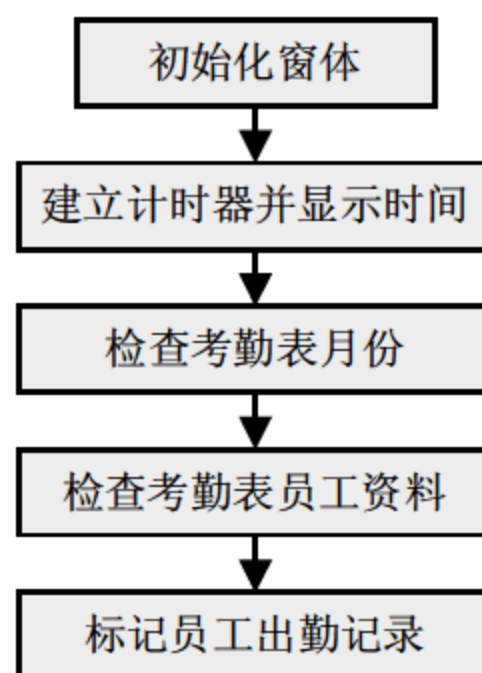 初始化窗体
建立计时器并显示时间
检查考勤表月份
检查考勤表员工资料
标记员工出勤记录